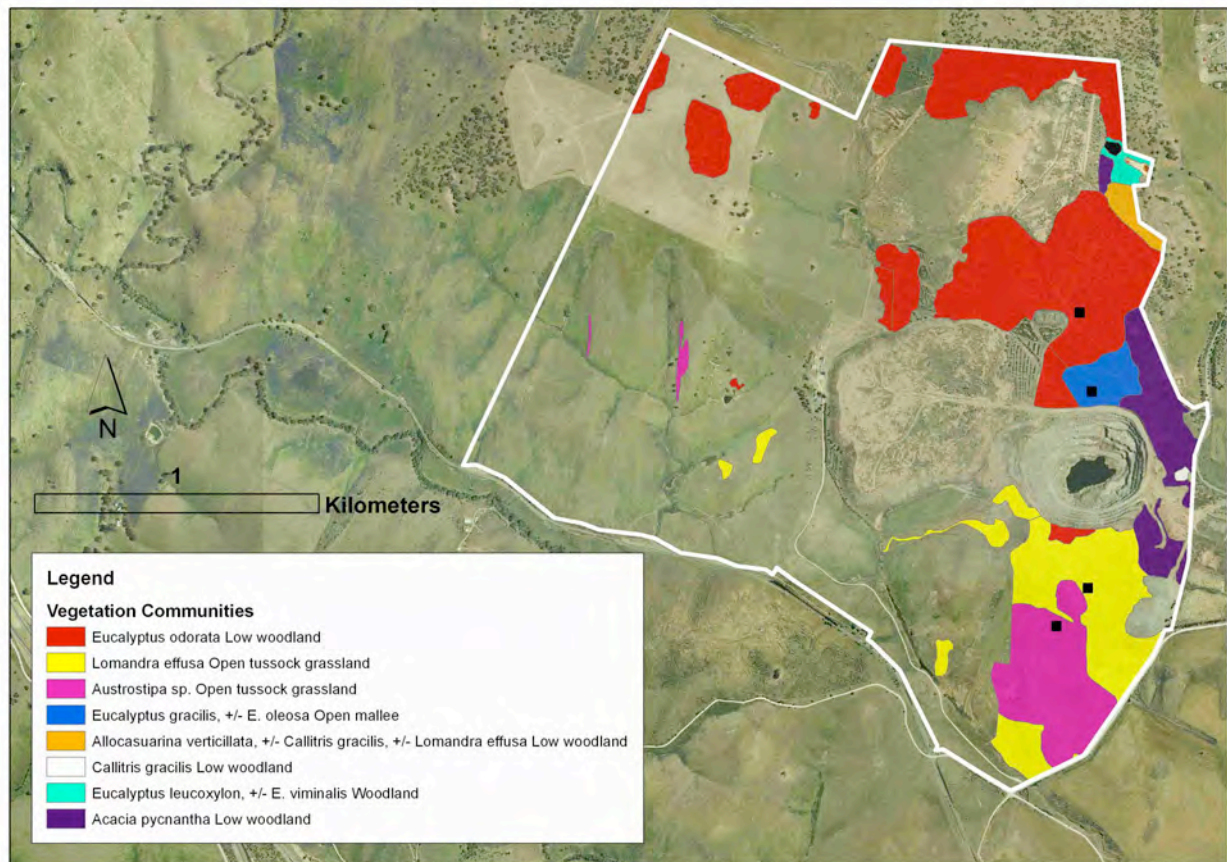 N
1
Kilometers
Legend
Vegetation Communities
Eucalyptus odorata Low woodland
Lomandra effusa Open tussock grassland
Austrostipa sp. Open tussock grassland
Eucalyptus gracilis, +/- E. oleosa Open mallee
Allocasuarina verticillata, +/- Callitris gracilis, +/- Lomandra effusa Low woodland
Callitris gracilis Low woodland
Eucalyptus leucoxylon, +/- E. viminalis Woodland
Acacia pycnantha Low woodland